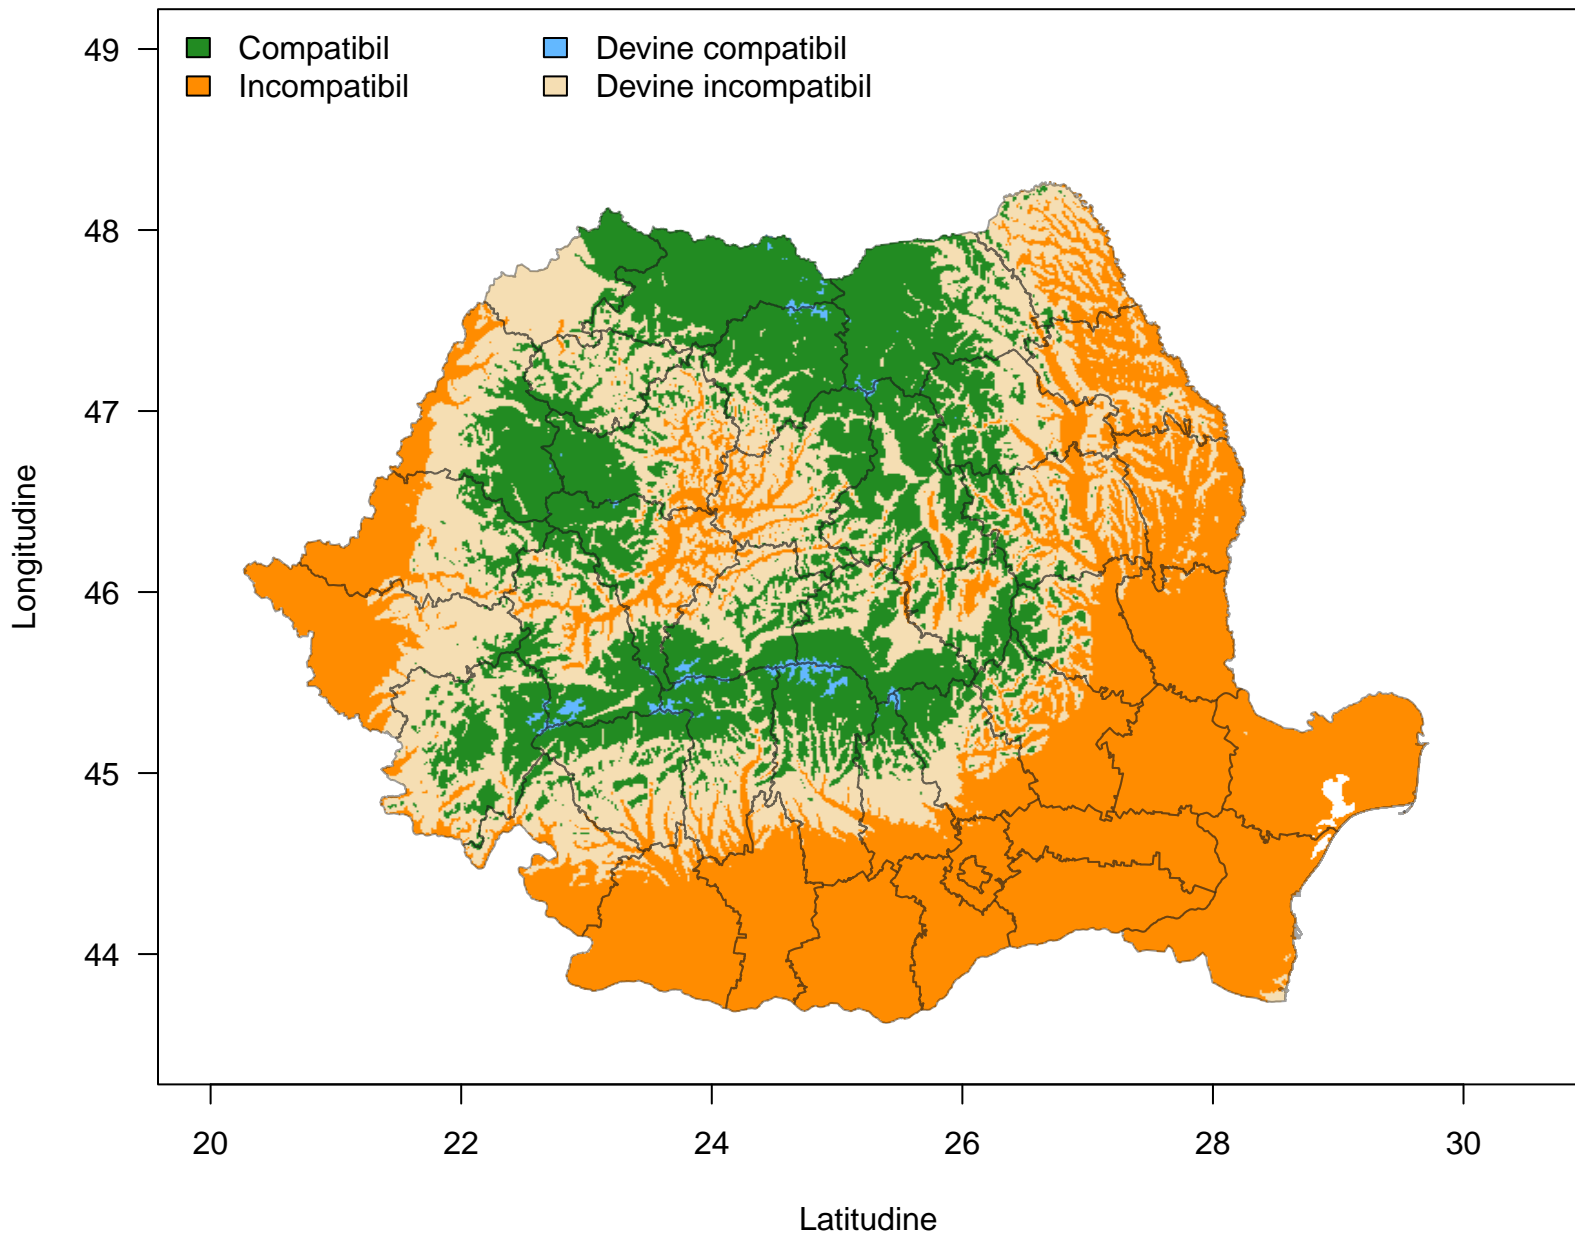 49
48
47
46
45
44
Longitudine
Compatibil
Incompatibil
Devine compatibil
Devine incompatibil
20 22 24 26 28 30
Latitudine